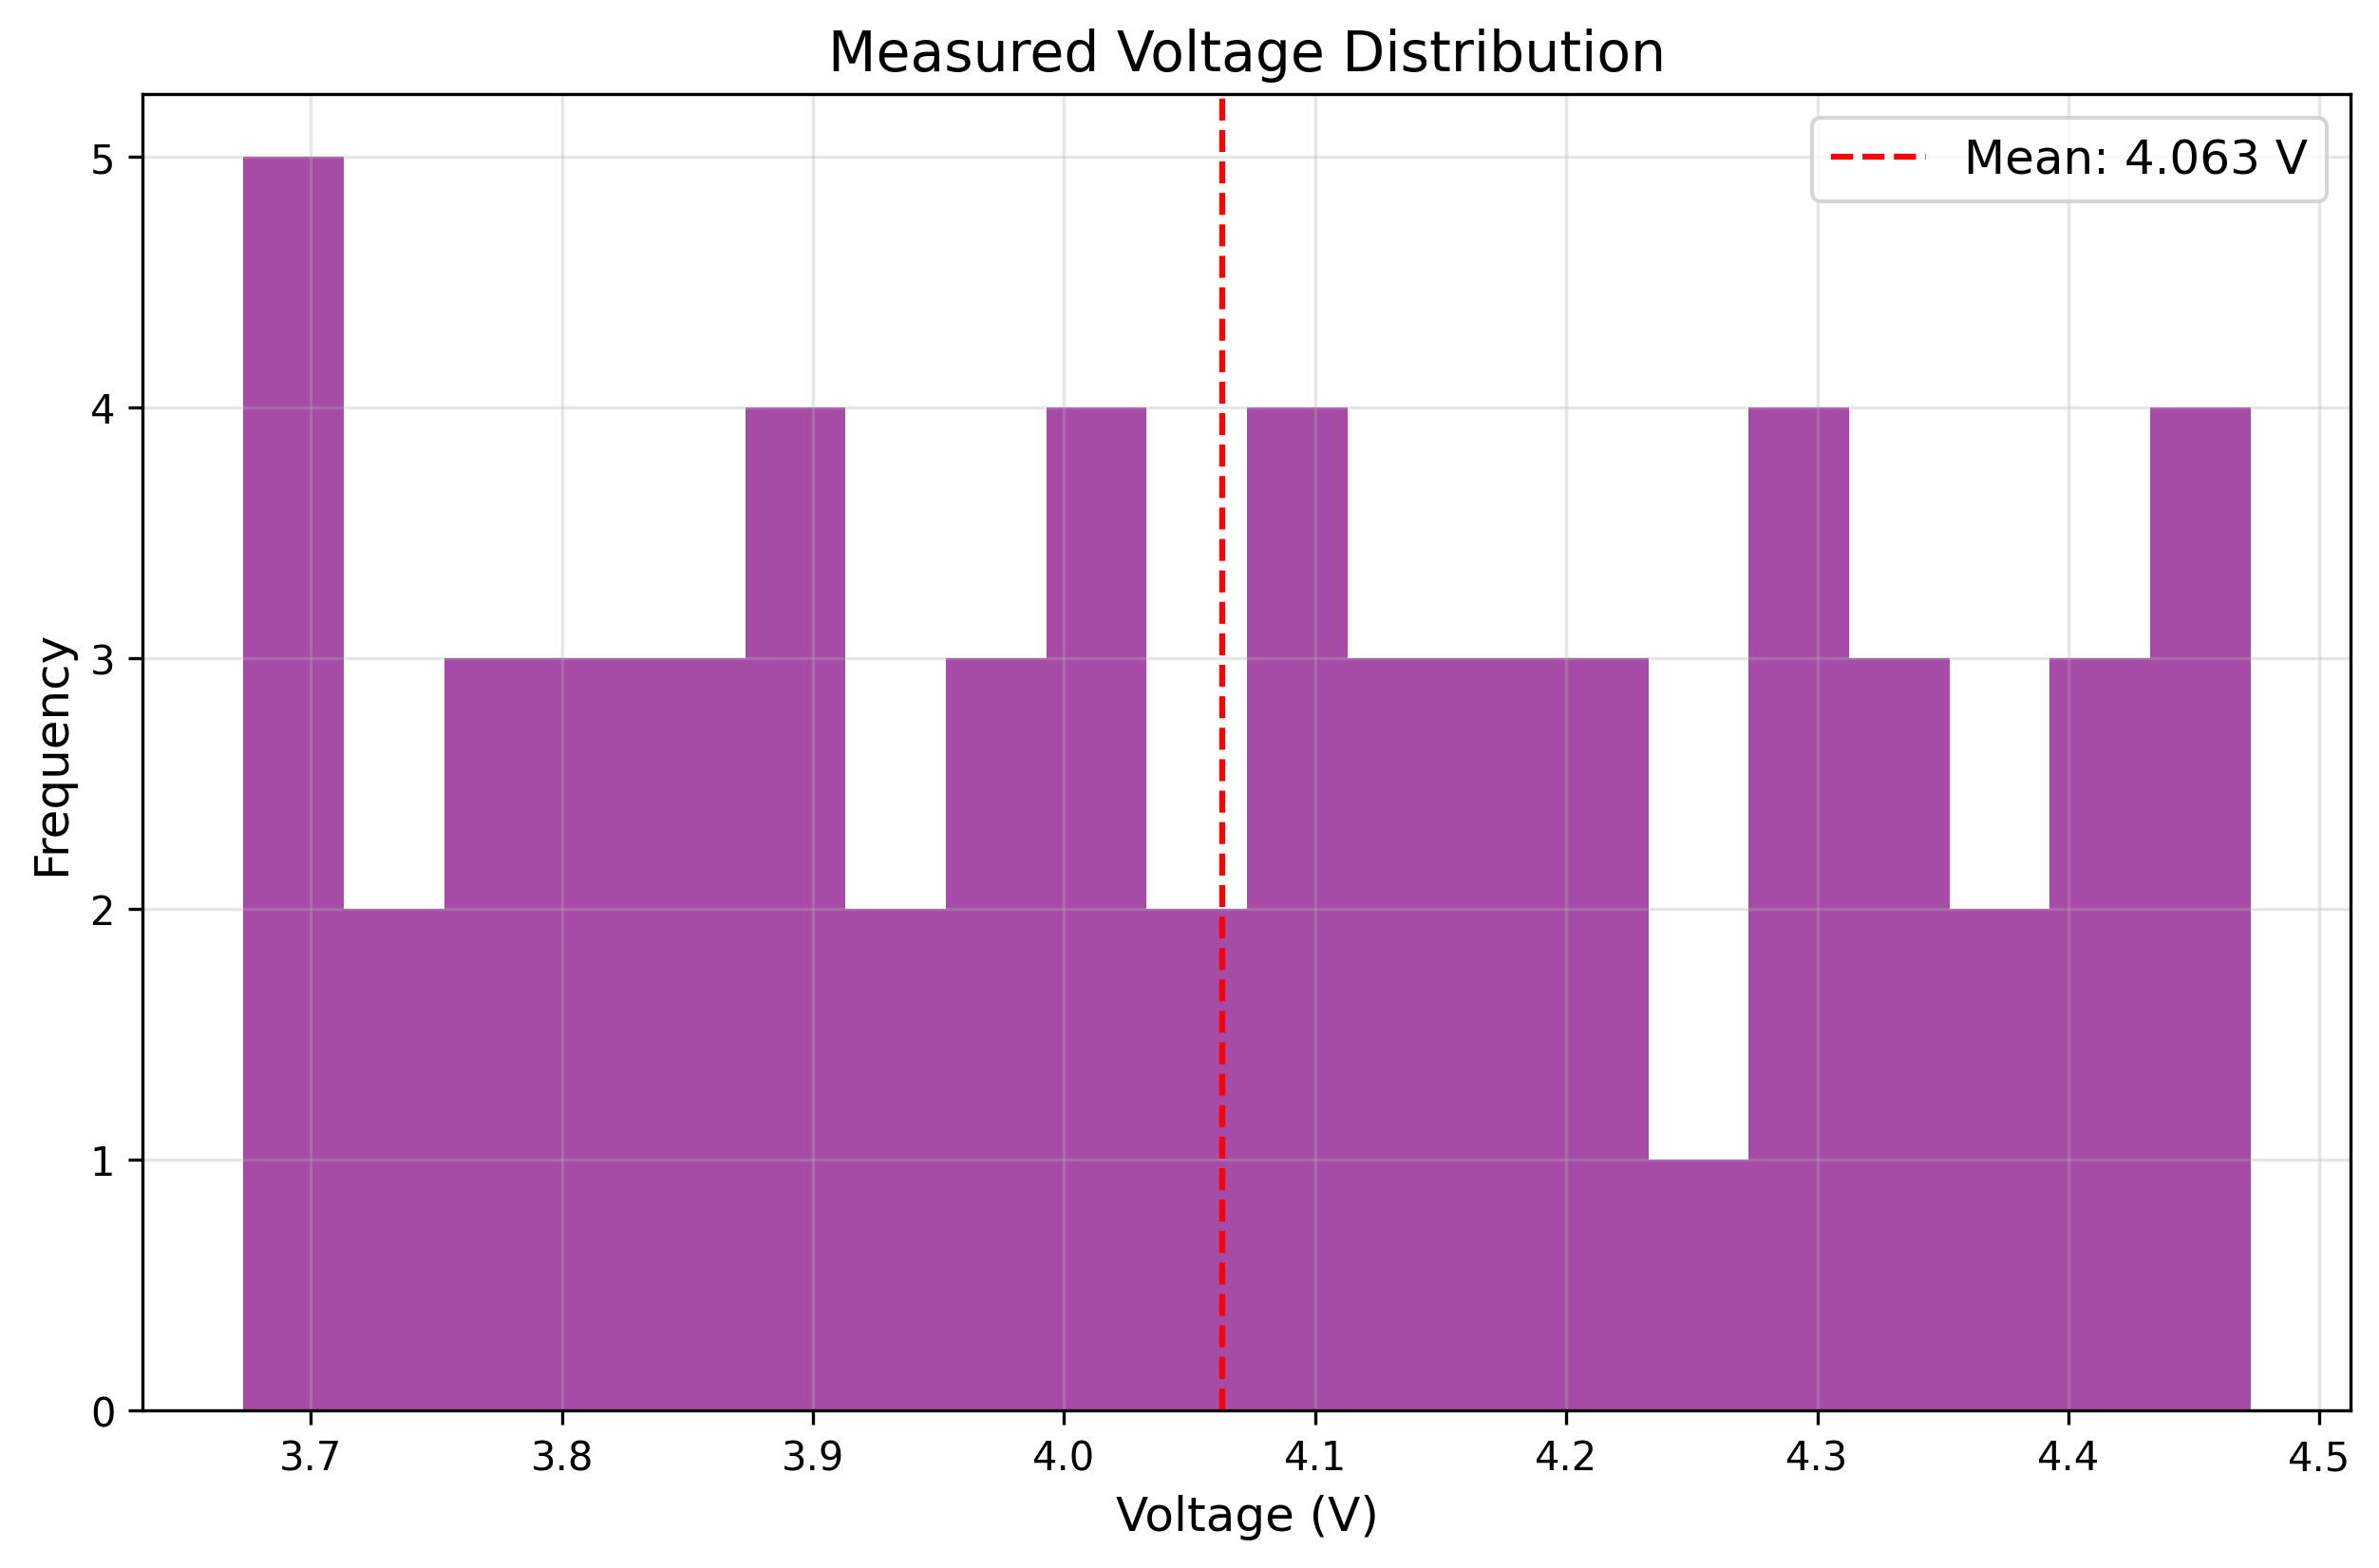 Measured Voltage Distribution
Mean: 4.063 V
5
4
3
2
1
0
Frequency
3.7 3.8 3.9 4.0 4.1 4.2 4.3 4.4 4.5
Voltage (V)